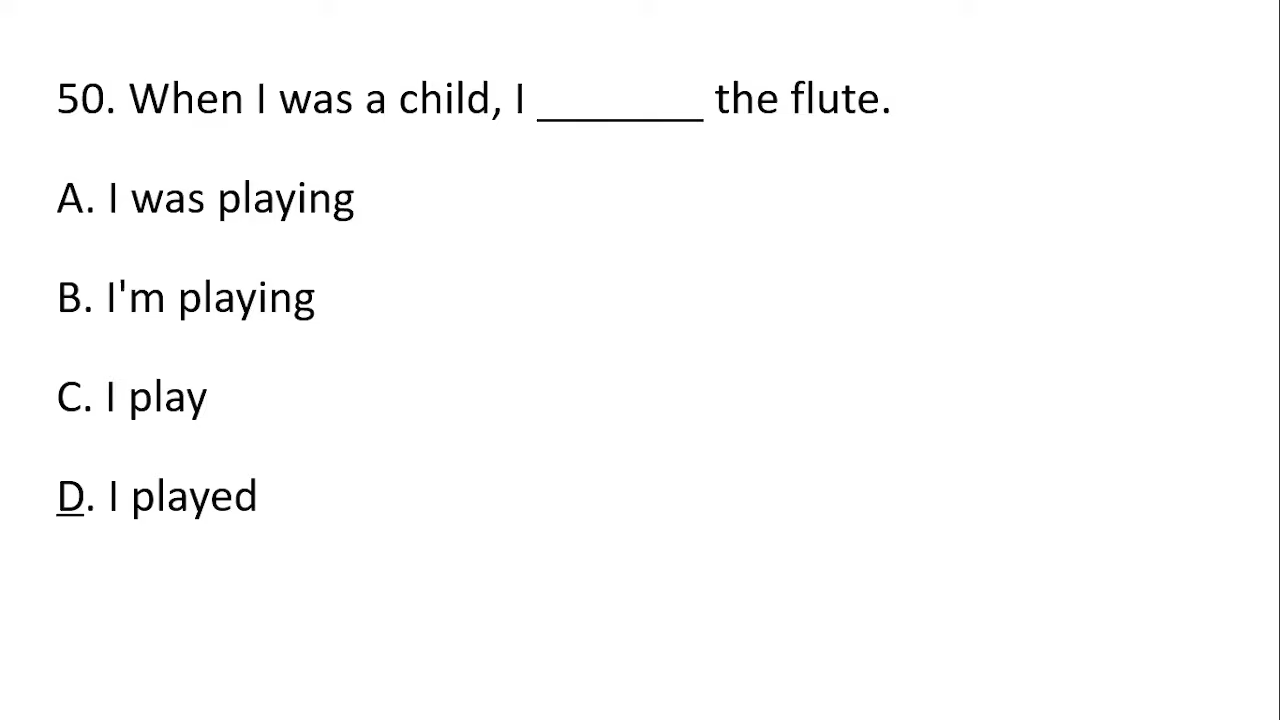 50. When I was a child, I ________ the flute.
A. I was playing
B. I'm playing
C. I play
D. I played